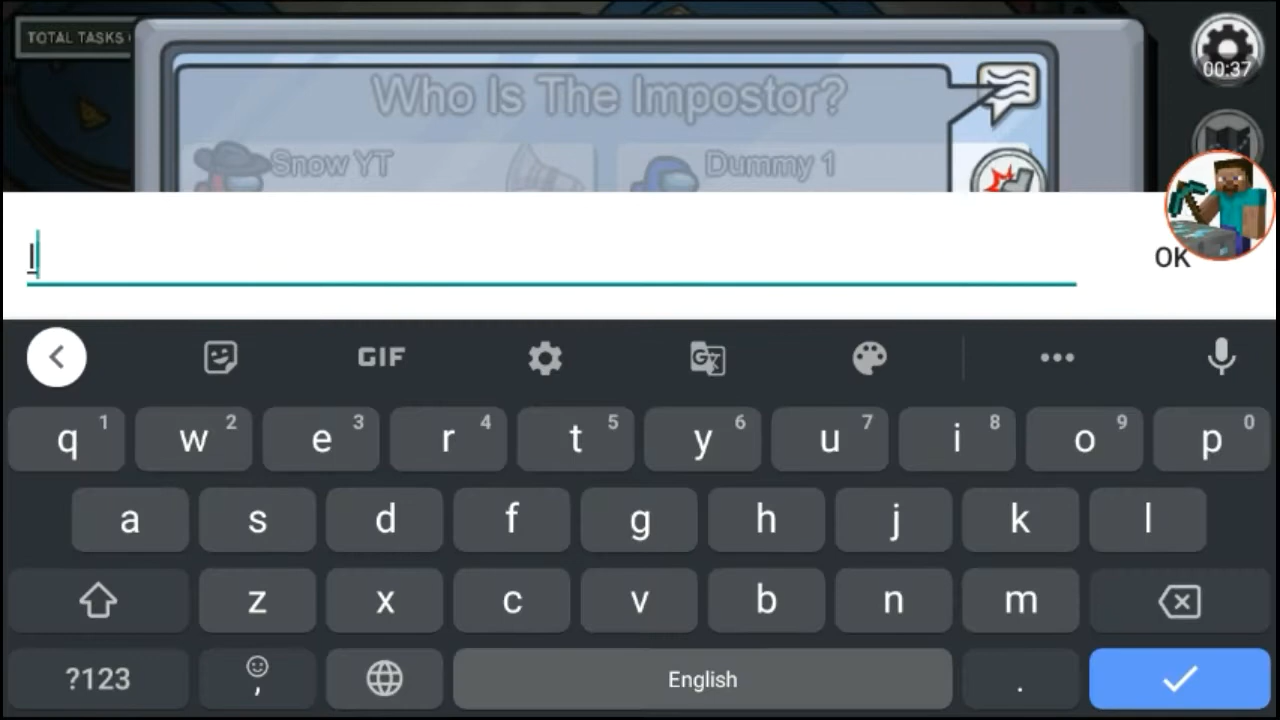 TOTAL TASKS
00:37
Who Is The Impostor?
Snow YT
Dummy 1
I
OK
GIF
q 1 w 2 e 3 r 4 t 5 y 6 u 7 i 8 o 9 p 0
a s d f g h j k l
z x c v b n m
?123 , English .